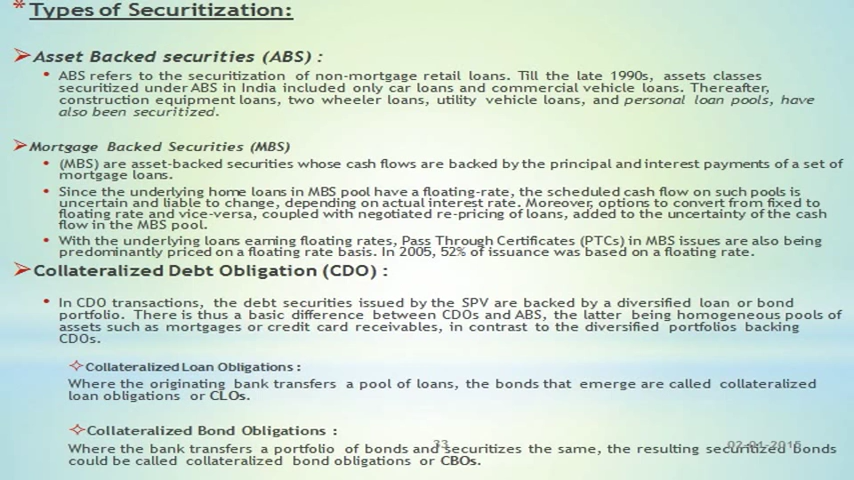 * Types of Securitization:
➢ Asset Backed securities (ABS) :
• ABS refers to the securitization of non-mortgage retail loans. Till the late 1990s, assets classes
securitized under ABS in India included only car loans and commercial vehicle loans. Thereafter,
construction equipment loans, two wheeler loans, utility vehicle loans, and personal loan pools, have
also been securitized.
➢ Mortgage Backed Securities (MBS)
• (MBS) are asset-backed securities whose cash flows are backed by the principal and interest payments of a set of
mortgage loans.
• Since the underlying home loans in MBS pool have a floating-rate, the scheduled cash flow on such pools is
uncertain and liable to change, depending on actual interest rate. Moreover, options to convert from fixed to
floating rate and vice-versa, coupled with negotiated re-pricing of loans, added to the uncertainty of the cash
flow in the MBS pool.
• With the underlying loans earning floating rates, Pass Through Certificates (PTCs) in MBS issues are also being
predominantly priced on a floating rate basis. In 2005, 52% of issuance was based on a floating rate.
➢ Collateralized Debt Obligation (CDO) :
• In CDO transactions, the debt securities issued by the SPV are backed by a diversified loan or bond
portfolio. There is thus a basic difference between CDOs and ABS, the latter being homogeneous pools of
assets such as mortgages or credit card receivables, in contrast to the diversified portfolios backing
CDOs.
✧ Collateralized Loan Obligations :
Where the originating bank transfers a pool of loans, the bonds that emerge are called collateralized
loan obligations or CLOs.
✧ Collateralized Bond Obligations :
Where the bank transfers a portfolio of bonds and securitizes the same, the resulting securitized bonds
could be called collateralized bond obligations or CBOs.
33
02-01-2015